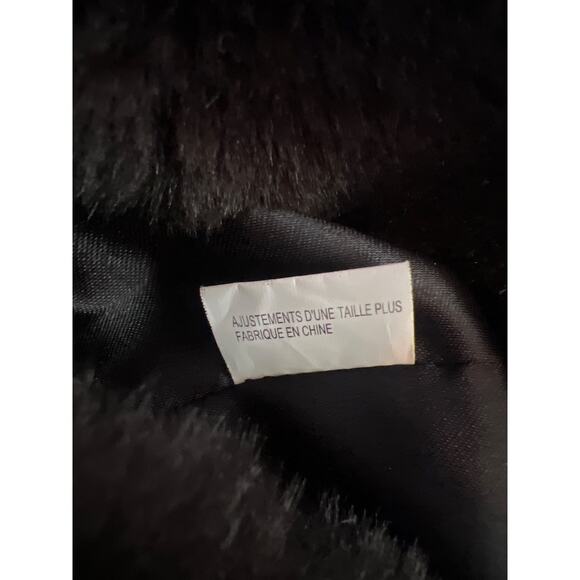 AJUSTEMENTS D'UNE TAILLE PLUS
FABRIQUE EN CHINE